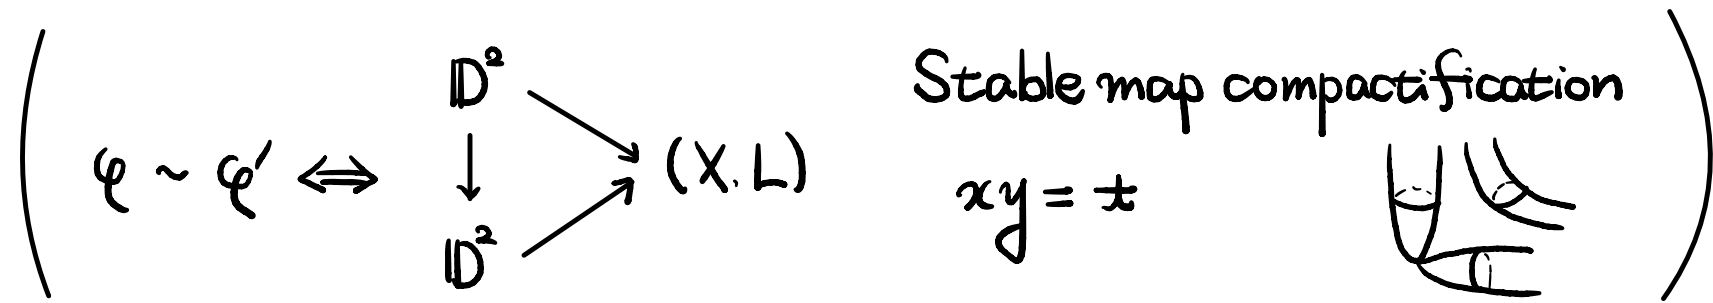 Stable map compactification
𝔻²
φ ~ φ′ ⟺ (X, L)
𝔻²
xy = t